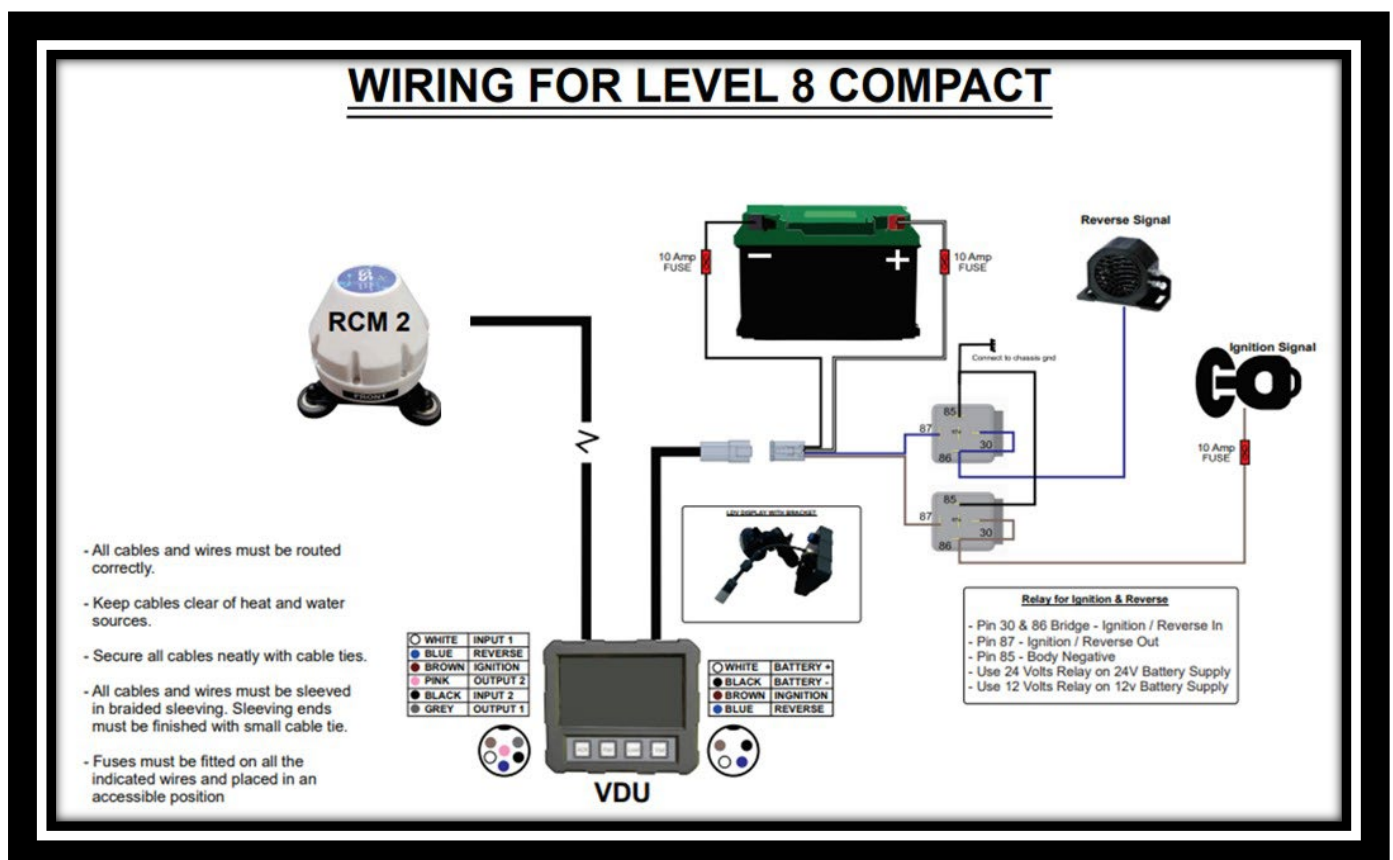 WIRING FOR LEVEL 8 COMPACT
Reverse Signal
10 Amp
FUSE
10 Amp
FUSE
RCM 2
FRONT
Connect to chassis gnd
Ignition Signal
10 Amp
FUSE
85
87
30
86
85
87
30
86
LDV DISPLAY WITH BRACKET
- All cables and wires must be routed
correctly.
- Keep cables clear of heat and water
sources.
- Secure all cables neatly with cable ties.
- All cables and wires must be sleeved
in braided sleeving. Sleeving ends
must be finished with small cable tie.
- Fuses must be fitted on all the
indicated wires and placed in an
accessible position
WHITE INPUT 1
BLUE REVERSE
BROWN IGNITION
PINK OUTPUT 2
BLACK INPUT 2
GREY OUTPUT 1
WHITE BATTERY +
BLACK BATTERY -
BROWN INGNITION
BLUE REVERSE
VDU
Relay for Ignition & Reverse
- Pin 30 & 86 Bridge - Ignition / Reverse In
- Pin 87 - Ignition / Reverse Out
- Pin 85 - Body Negative
- Use 24 Volts Relay on 24V Battery Supply
- Use 12 Volts Relay on 12v Battery Supply